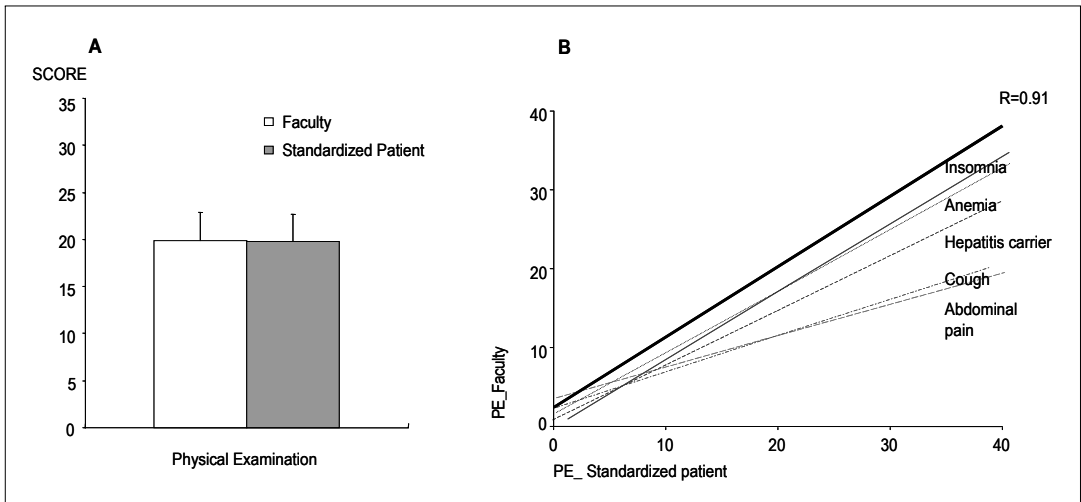 A
SCORE
35
30
25
20
15
10
5
0
Faculty
Standardized Patient
Physical Examination
B
R=0.91
40
30
20
10
0
PE_Faculty
Insomnia
Anemia
Hepatitis carrier
Cough
Abdominal
pain
0 10 20 30 40
PE_ Standardized patient